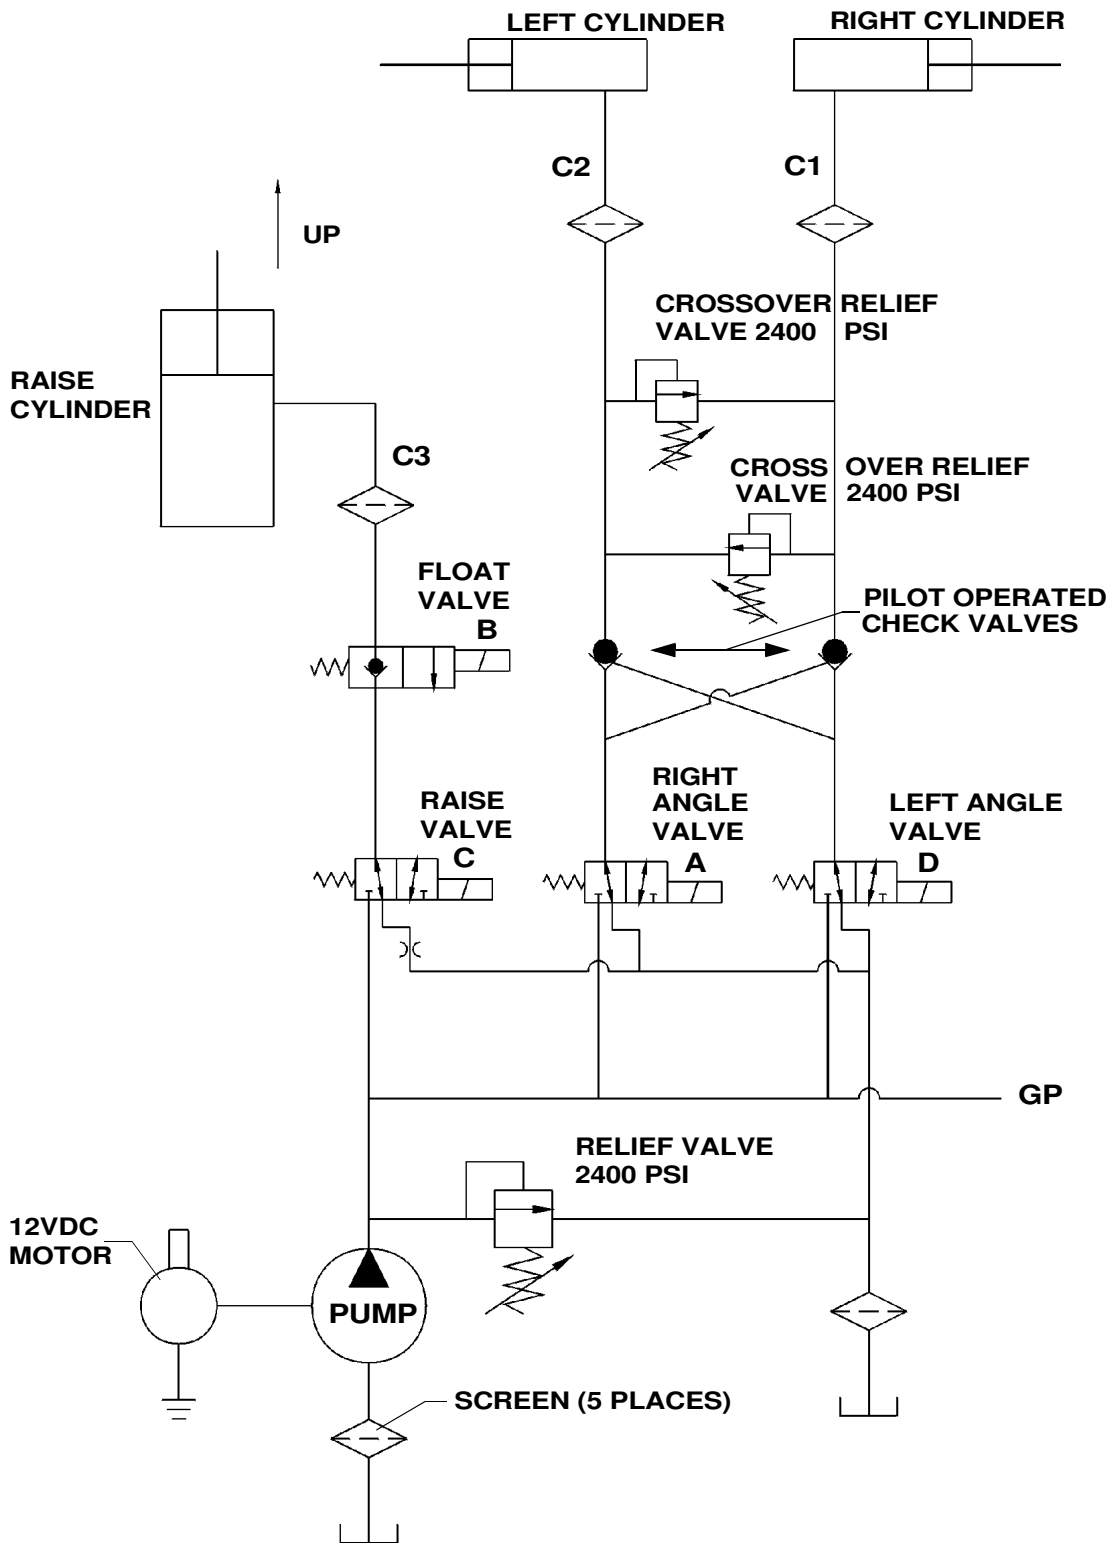 LEFT CYLINDER
RIGHT CYLINDER
C2
C1
UP
CROSSOVER RELIEF
VALVE 2400 PSI
RAISE
CYLINDER
C3
CROSS OVER RELIEF
VALVE 2400 PSI
FLOAT
VALVE
B
PILOT OPERATED
CHECK VALVES
RAISE
VALVE
C
RIGHT
ANGLE
VALVE
A
LEFT ANGLE
VALVE
D
GP
RELIEF VALVE
2400 PSI
12VDC
MOTOR
PUMP
SCREEN (5 PLACES)